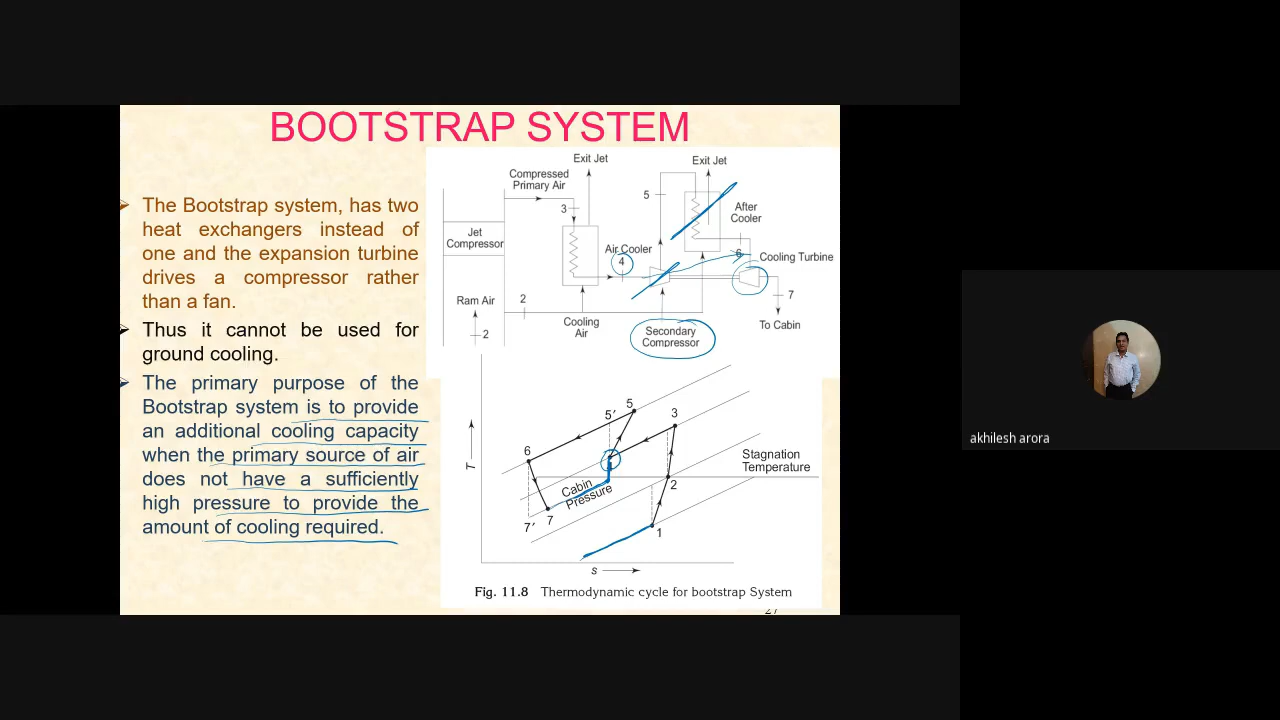 BOOTSTRAP SYSTEM
The Bootstrap system, has two
heat exchangers instead of
one and the expansion turbine
drives a compressor rather
than a fan.
Thus it cannot be used for
ground cooling.
The primary purpose of the
Bootstrap system is to provide
an additional cooling capacity
when the primary source of air
does not have a sufficiently
high pressure to provide the
amount of cooling required.
Exit Jet
Exit Jet
Compressed
Primary Air
5
3
After
Cooler
Jet
Compressor
Air Cooler
4
6
Cooling Turbine
Ram Air
2
2
7
Cooling
Air
Secondary
Compressor
To Cabin
5
5′
3
6
T
Stagnation
Temperature
Cabin
Pressure
2
7′
7
1
s
Fig. 11.8 Thermodynamic cycle for bootstrap System
27
akhilesh arora